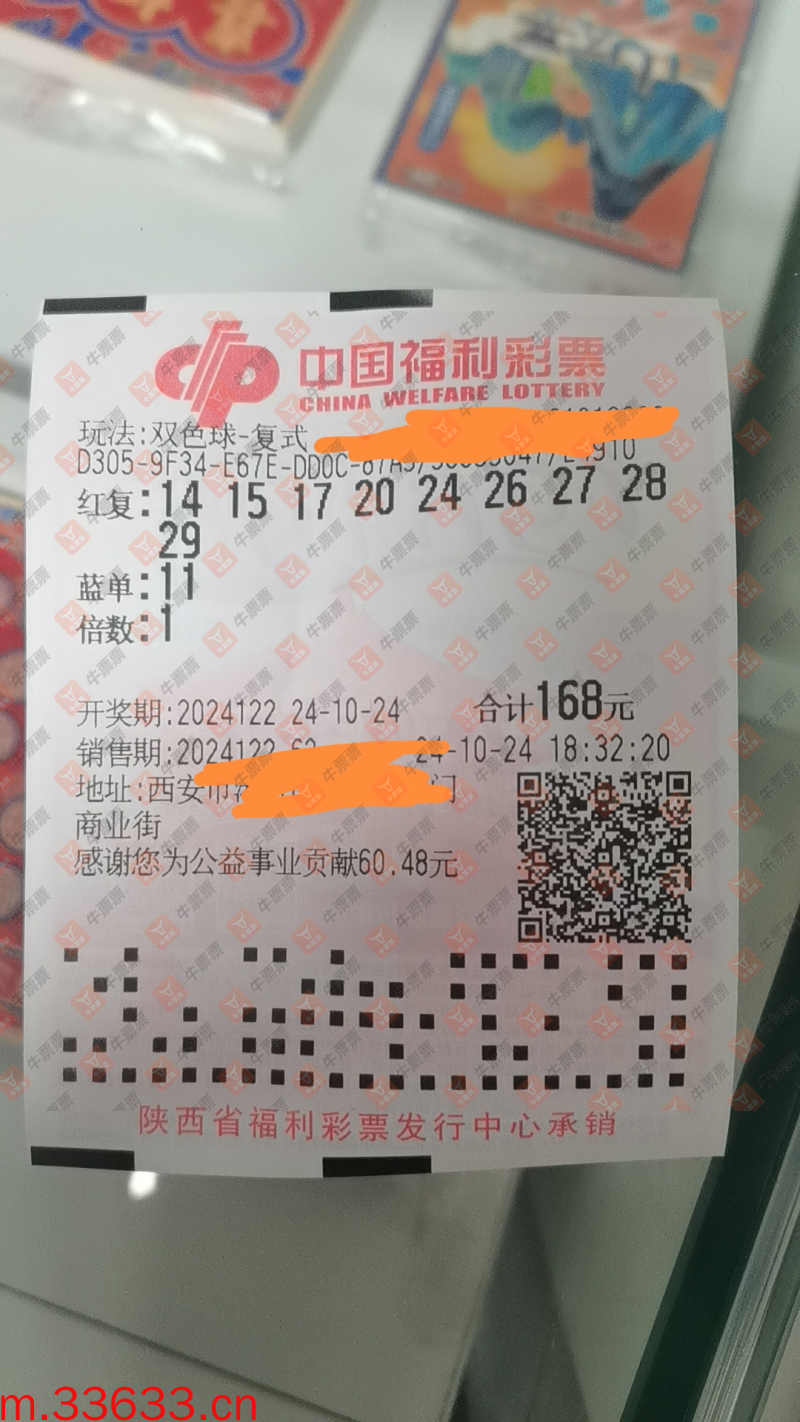 中国福利彩票
CHINA WELFARE LOTTERY
玩法:双色球-复式
D305-9F34-E67E-DD0C-
红复:14 15 17 20 24 26 27 28
29
蓝单:11
倍数:1
开奖期:2024122 24-10-24 合计168元
销售期:2024122 24-10-24 18:32:20
地址:西安市 门
商业街
感谢您为公益事业贡献60.48元
陕西省福利彩票发行中心承销
牛票票
m.33633.cn